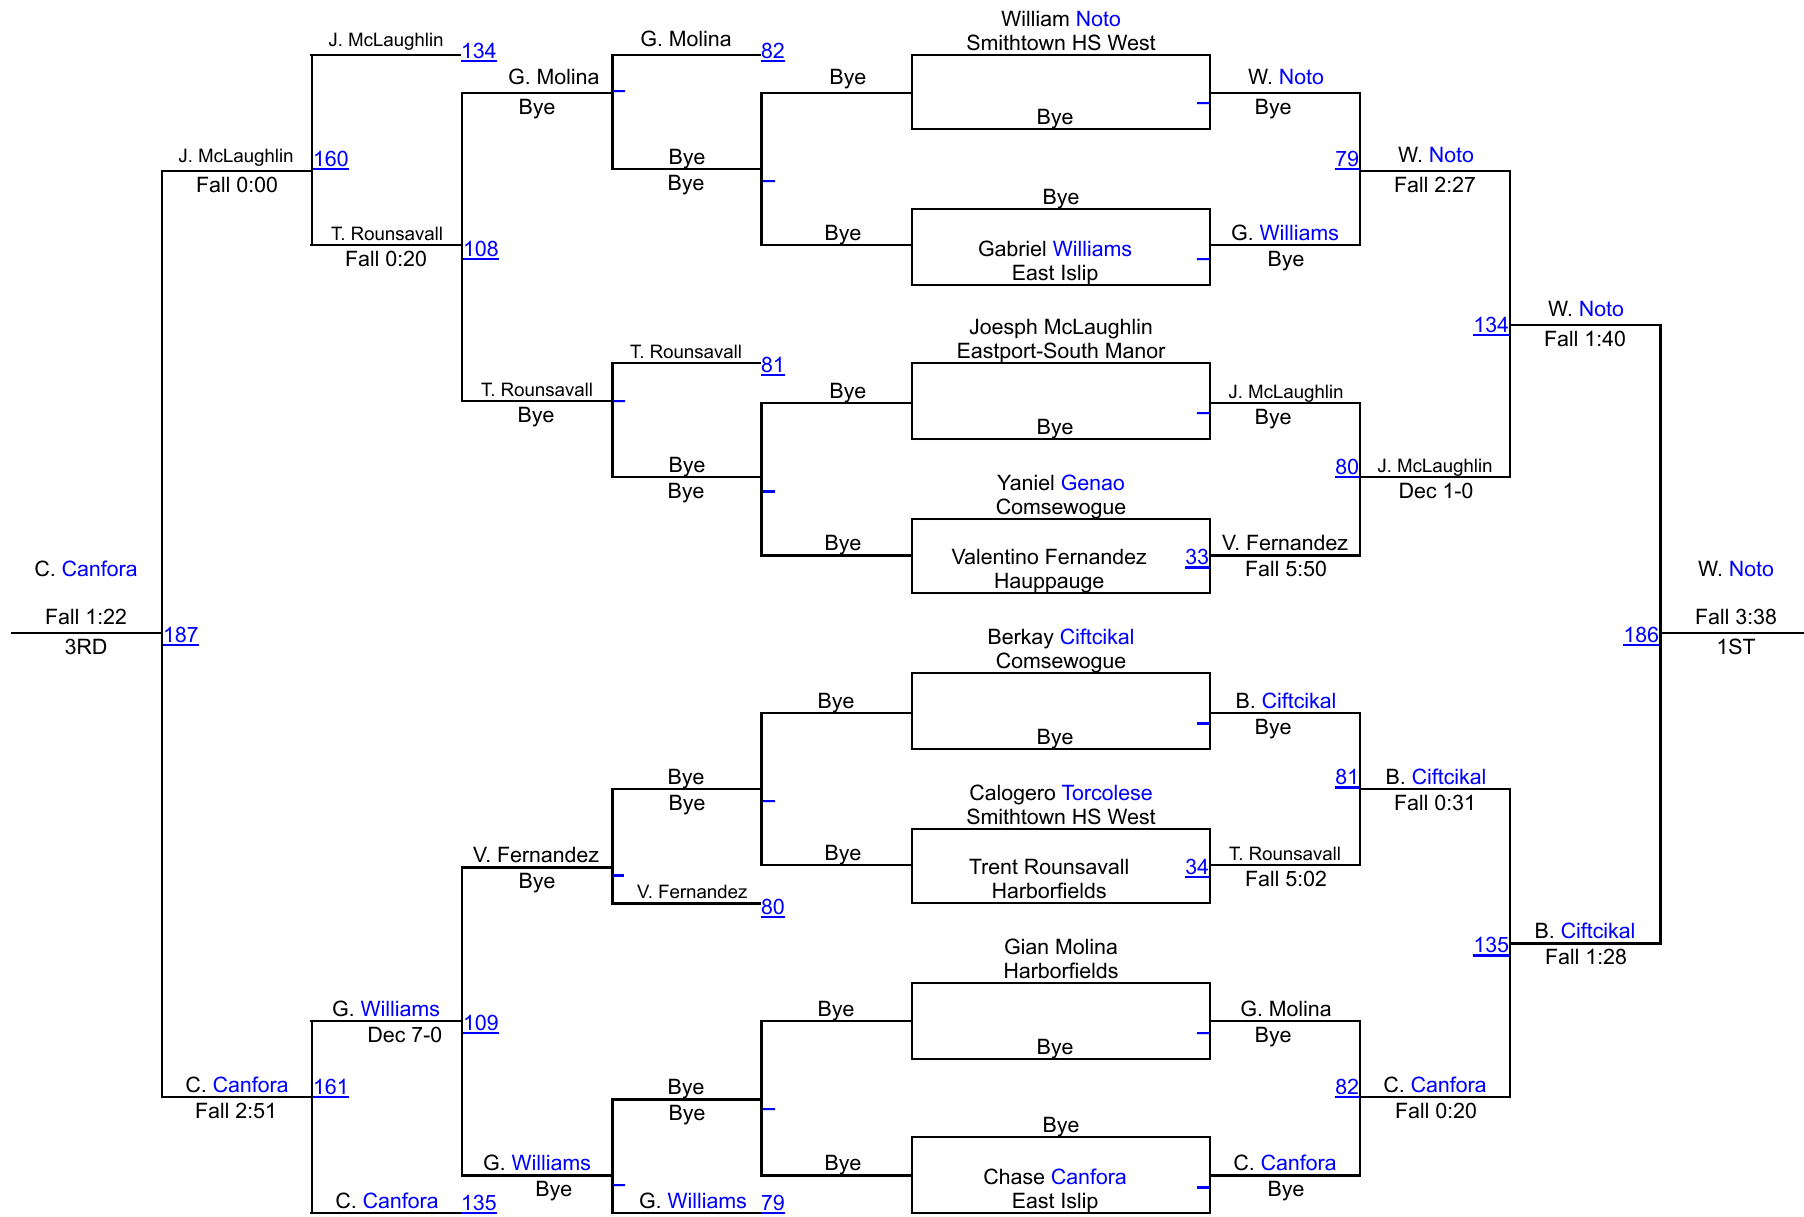 William Noto
Smithtown HS West
J. McLaughlin
134
G. Molina
82
G. Molina
Bye
Bye
W. Noto
Bye
Bye
Bye
J. McLaughlin
160
Fall 0:00
Bye
Bye
79
W. Noto
Fall 2:27
Bye
T. Rounsavall
108
Fall 0:20
Bye
Gabriel Williams
East Islip
G. Williams
Bye
W. Noto
134
Fall 1:40
Joesph McLaughlin
Eastport-South Manor
T. Rounsavall
81
T. Rounsavall
Bye
Bye
J. McLaughlin
Bye
Bye
Bye
Bye
80
J. McLaughlin
Dec 1-0
Yaniel Genao
Comsewogue
Bye
Valentino Fernandez
Hauppauge
33
V. Fernandez
Fall 5:50
C. Canfora
Fall 1:22
3RD
187
W. Noto
186
Fall 3:38
1ST
Berkay Ciftcikal
Comsewogue
Bye
B. Ciftcikal
Bye
Bye
Bye
Bye
81
B. Ciftcikal
Fall 0:31
Calogero Torcolese
Smithtown HS West
V. Fernandez
Bye
Bye
Trent Rounsavall
Harborfields
34
T. Rounsavall
Fall 5:02
V. Fernandez
80
135
B. Ciftcikal
Fall 1:28
Gian Molina
Harborfields
G. Williams
109
Dec 7-0
Bye
G. Molina
Bye
Bye
C. Canfora
161
Fall 2:51
Bye
Bye
82
C. Canfora
Fall 0:20
Bye
G. Williams
Bye
Bye
Chase Canfora
East Islip
C. Canfora
Bye
C. Canfora
135
G. Williams
79